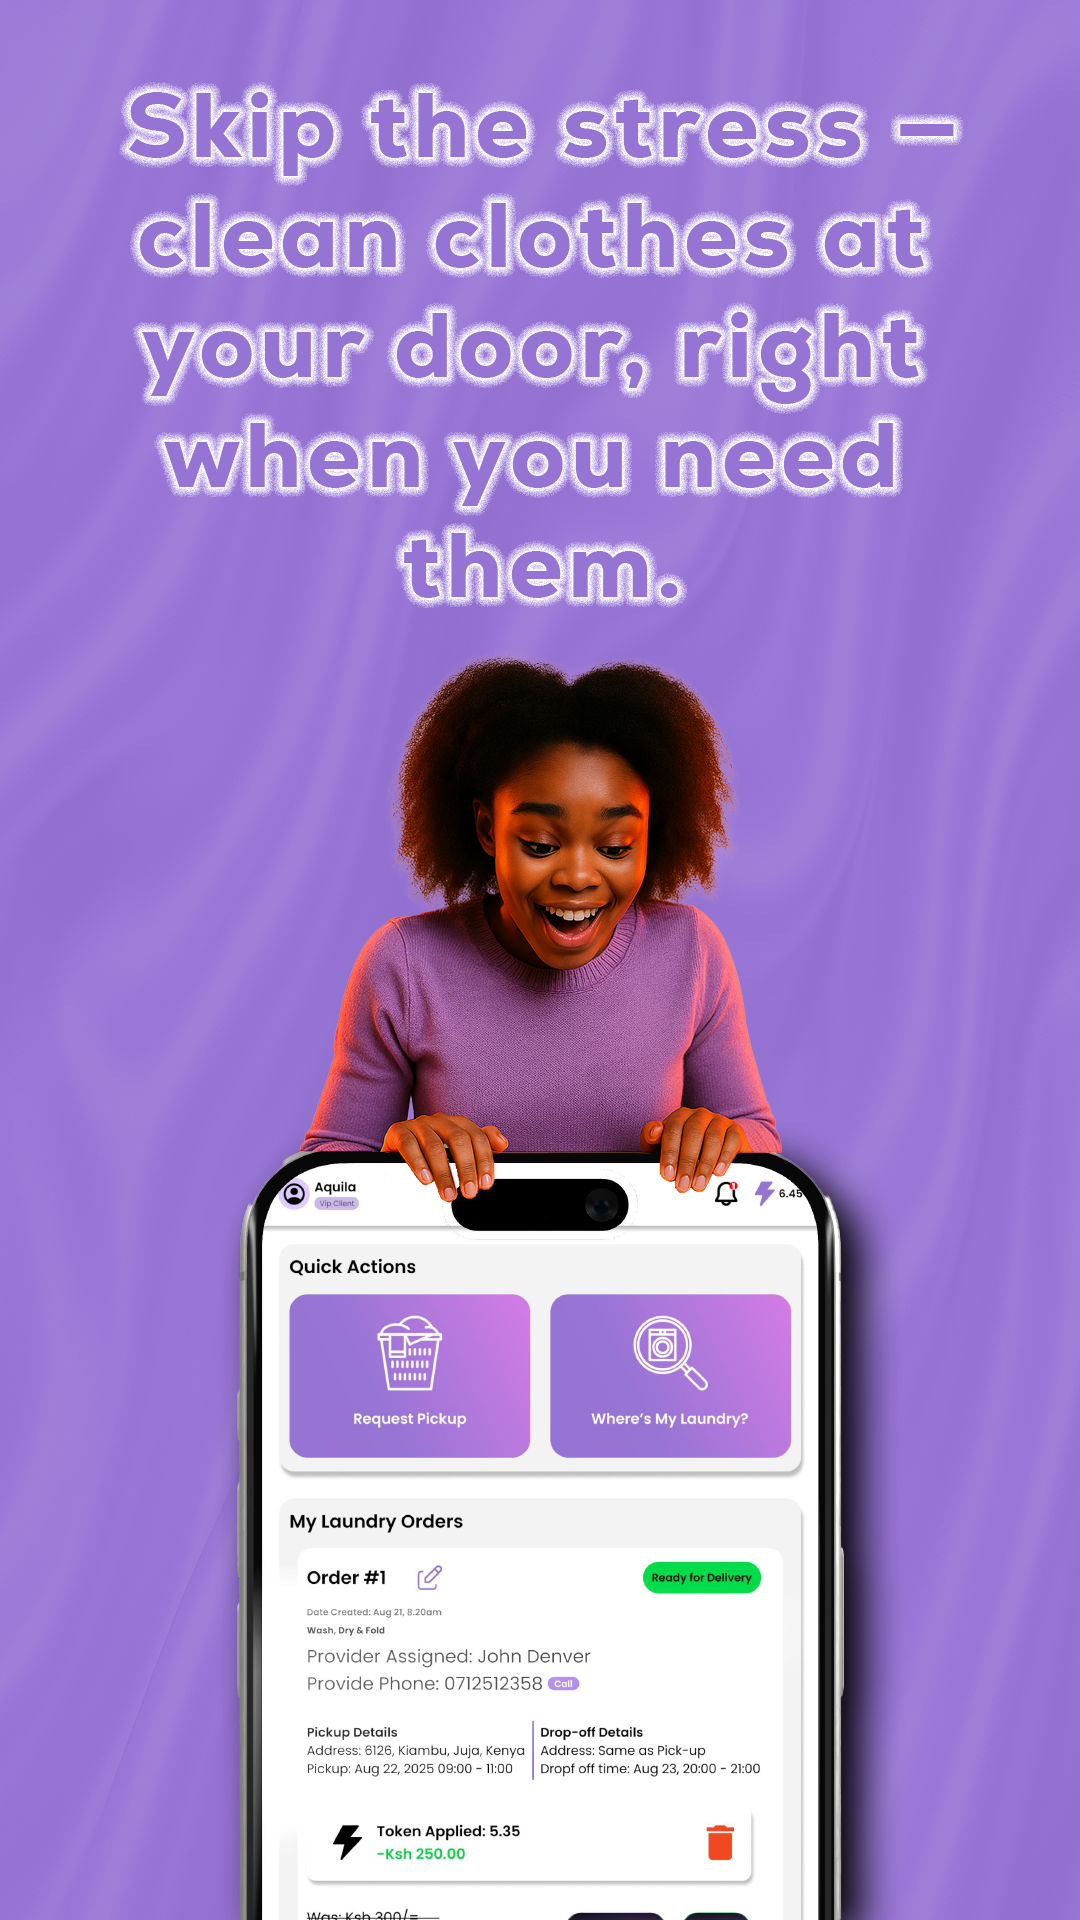 Skip the stress –
clean clothes at
your door, right
when you need
them.
Aquila
Vip Client
1
6.45
Quick Actions
Request Pickup
Where's My Laundry?
My Laundry Orders
Order #1
Ready for Delivery
Date Created: Aug 21, 8.20am
Wash, Dry & Fold
Provider Assigned: John Denver
Provide Phone: 0712512358 Call
Pickup Details
Address: 6126, Kiambu, Juja, Kenya
Pickup: Aug 22, 2025 09:00 - 11:00
Drop-off Details
Address: Same as Pick-up
Dropf off time: Aug 23, 20:00 - 21:00
Token Applied: 5.35
-Ksh 250.00
Was: Ksh 300/=